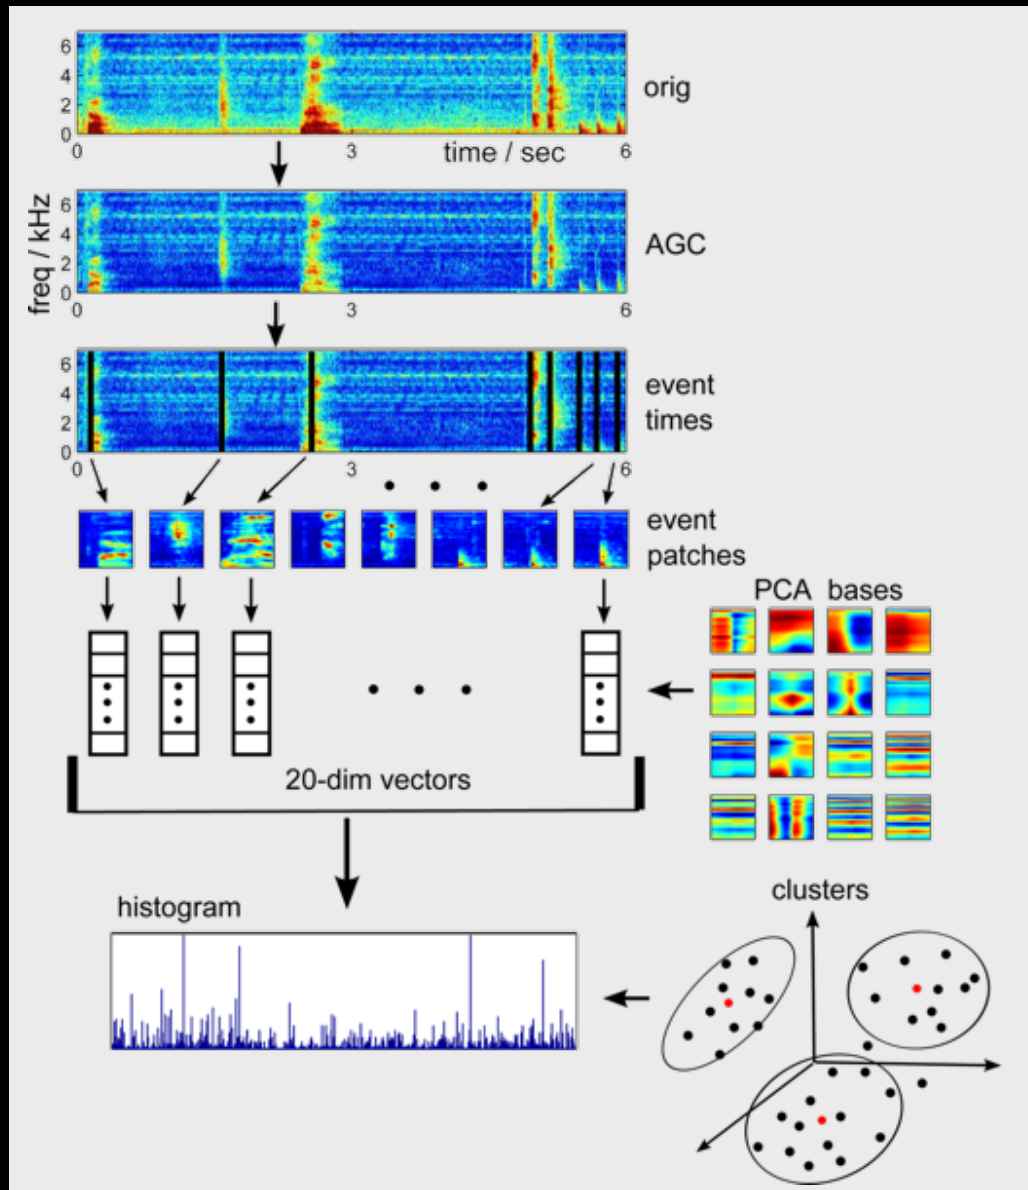 6
4
2
0
0
3
time / sec
6
orig
freq / kHz
6
4
2
0
0
3
6
AGC
6
4
2
0
0
3
6
event
times
event
patches
PCA bases
20-dim vectors
histogram
clusters